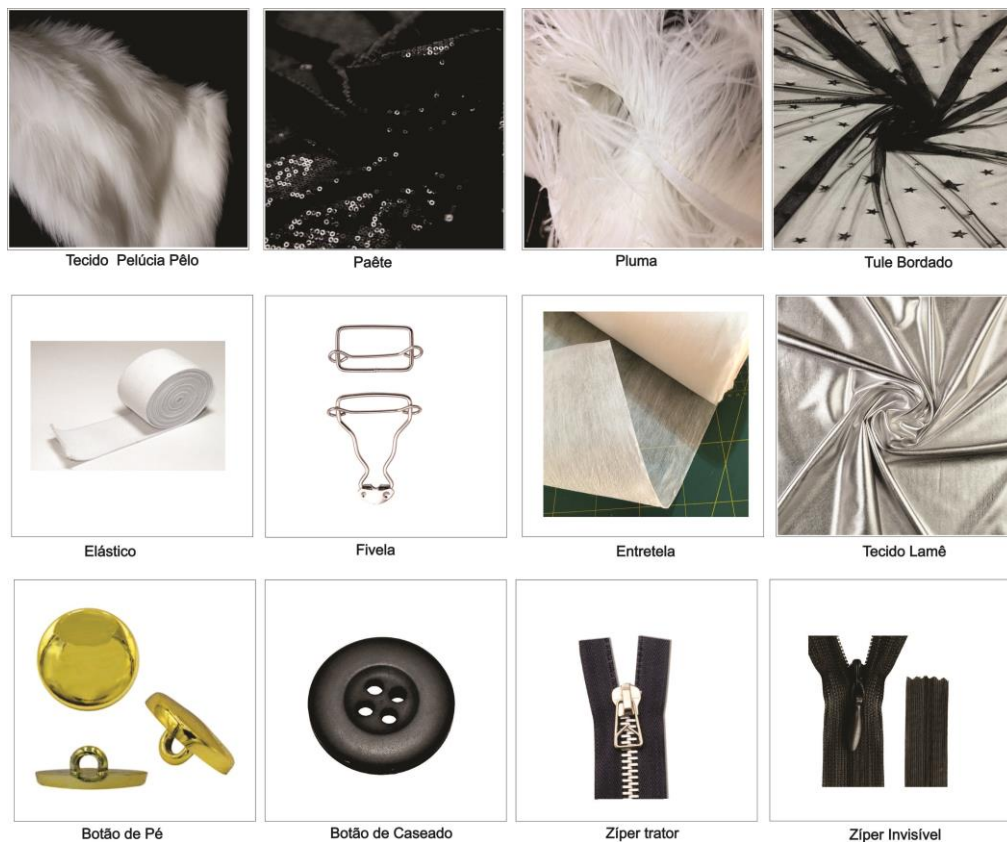 Tecido Pelúcia Pêlo
Paête
Pluma
Tule Bordado
Elástico
Fivela
Entretela
Tecido Lamê
Botão de Pé
Botão de Caseado
Zíper trator
Zíper Invisível